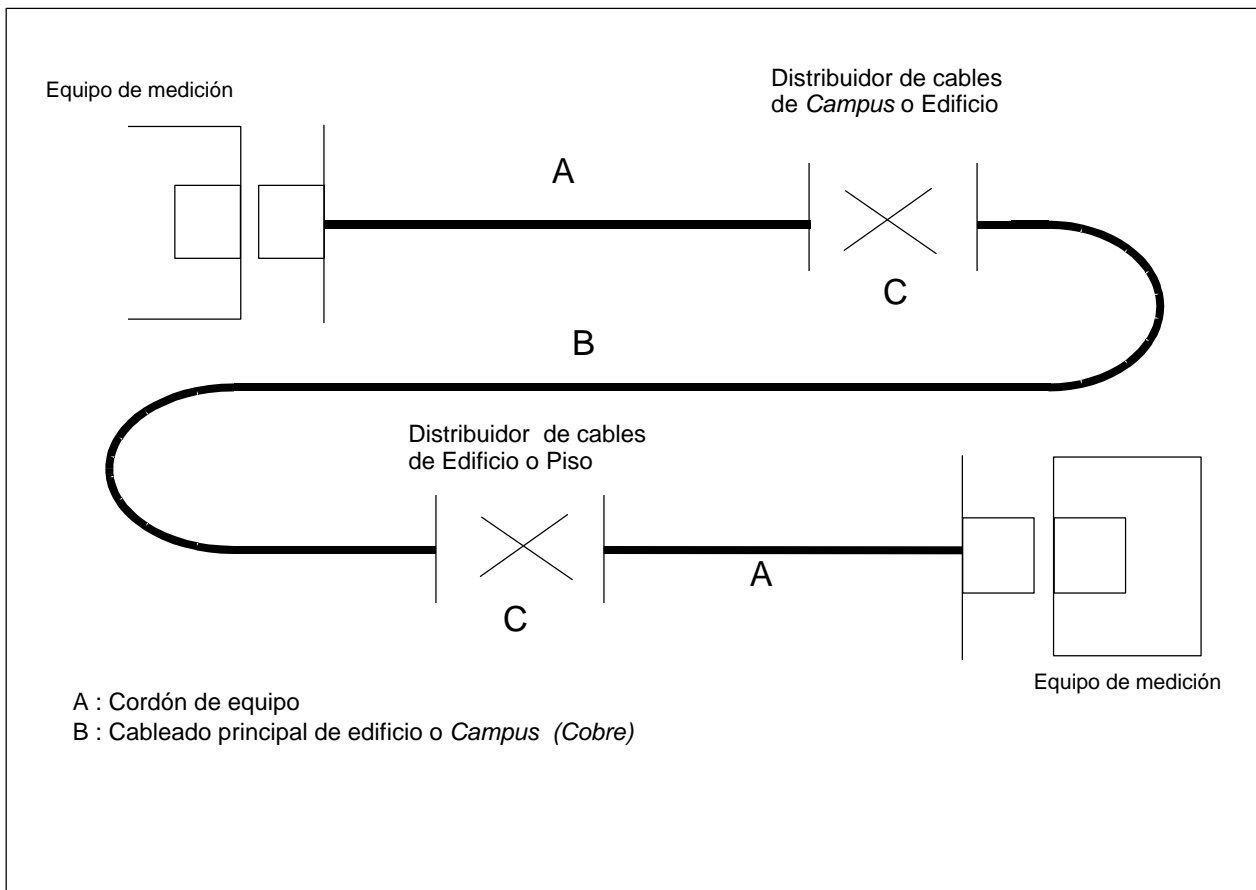 Equipo de medición
Distribuidor de cables
de Campus o Edificio
A
C
B
Distribuidor de cables
de Edificio o Piso
A
C
Equipo de medición
A : Cordón de equipo
B : Cableado principal de edificio o Campus (Cobre)